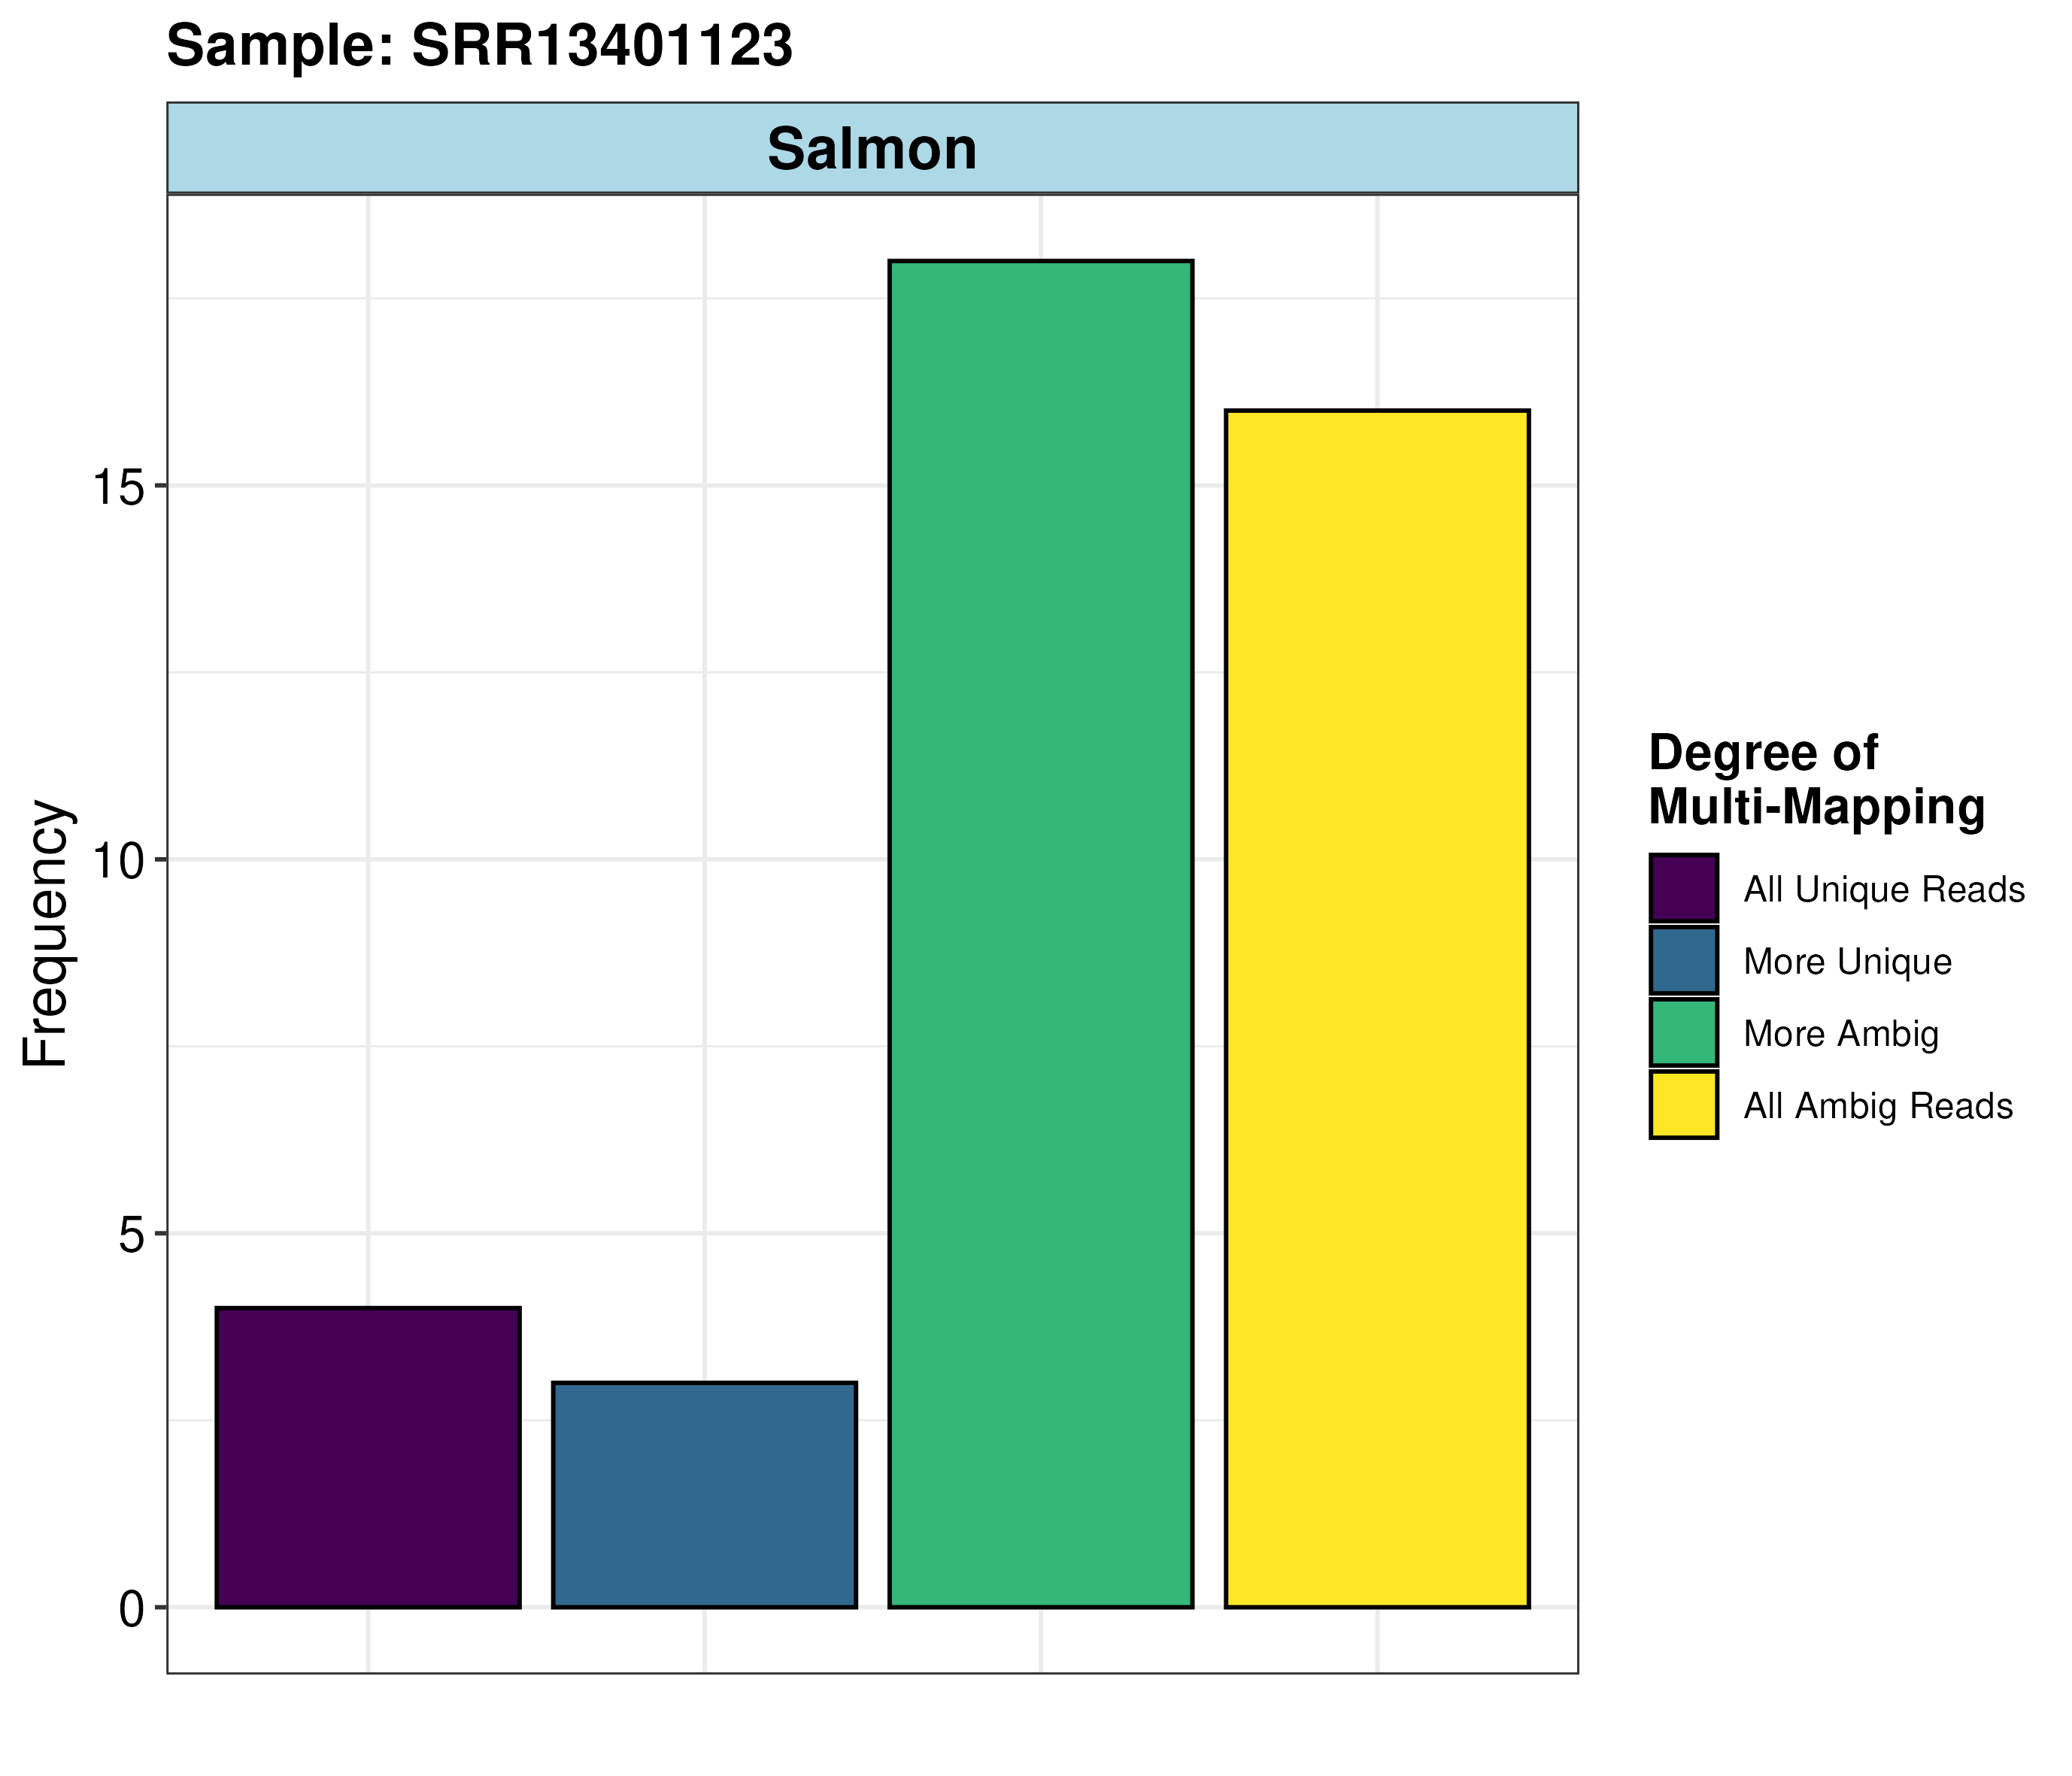 Sample: SRR13401123
Salmon
Frequency
15
10
5
0
Degree of
Multi-Mapping
All Unique Reads
More Unique
More Ambig
All Ambig Reads